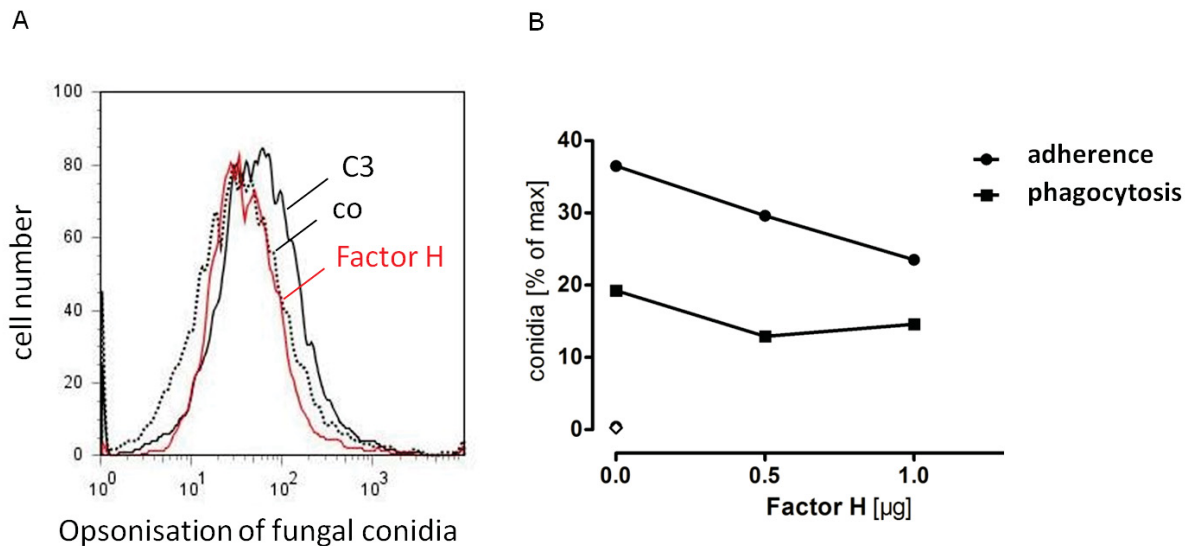 A
B
100
80
60
40
20
0
cell number
C3
co
Factor H
10⁰
10¹
10²
10³
Opsonisation of fungal conidia
40
30
20
10
0
conidia [% of max]
adherence
phagocytosis
0.0
0.5
1.0
Factor H [µg]